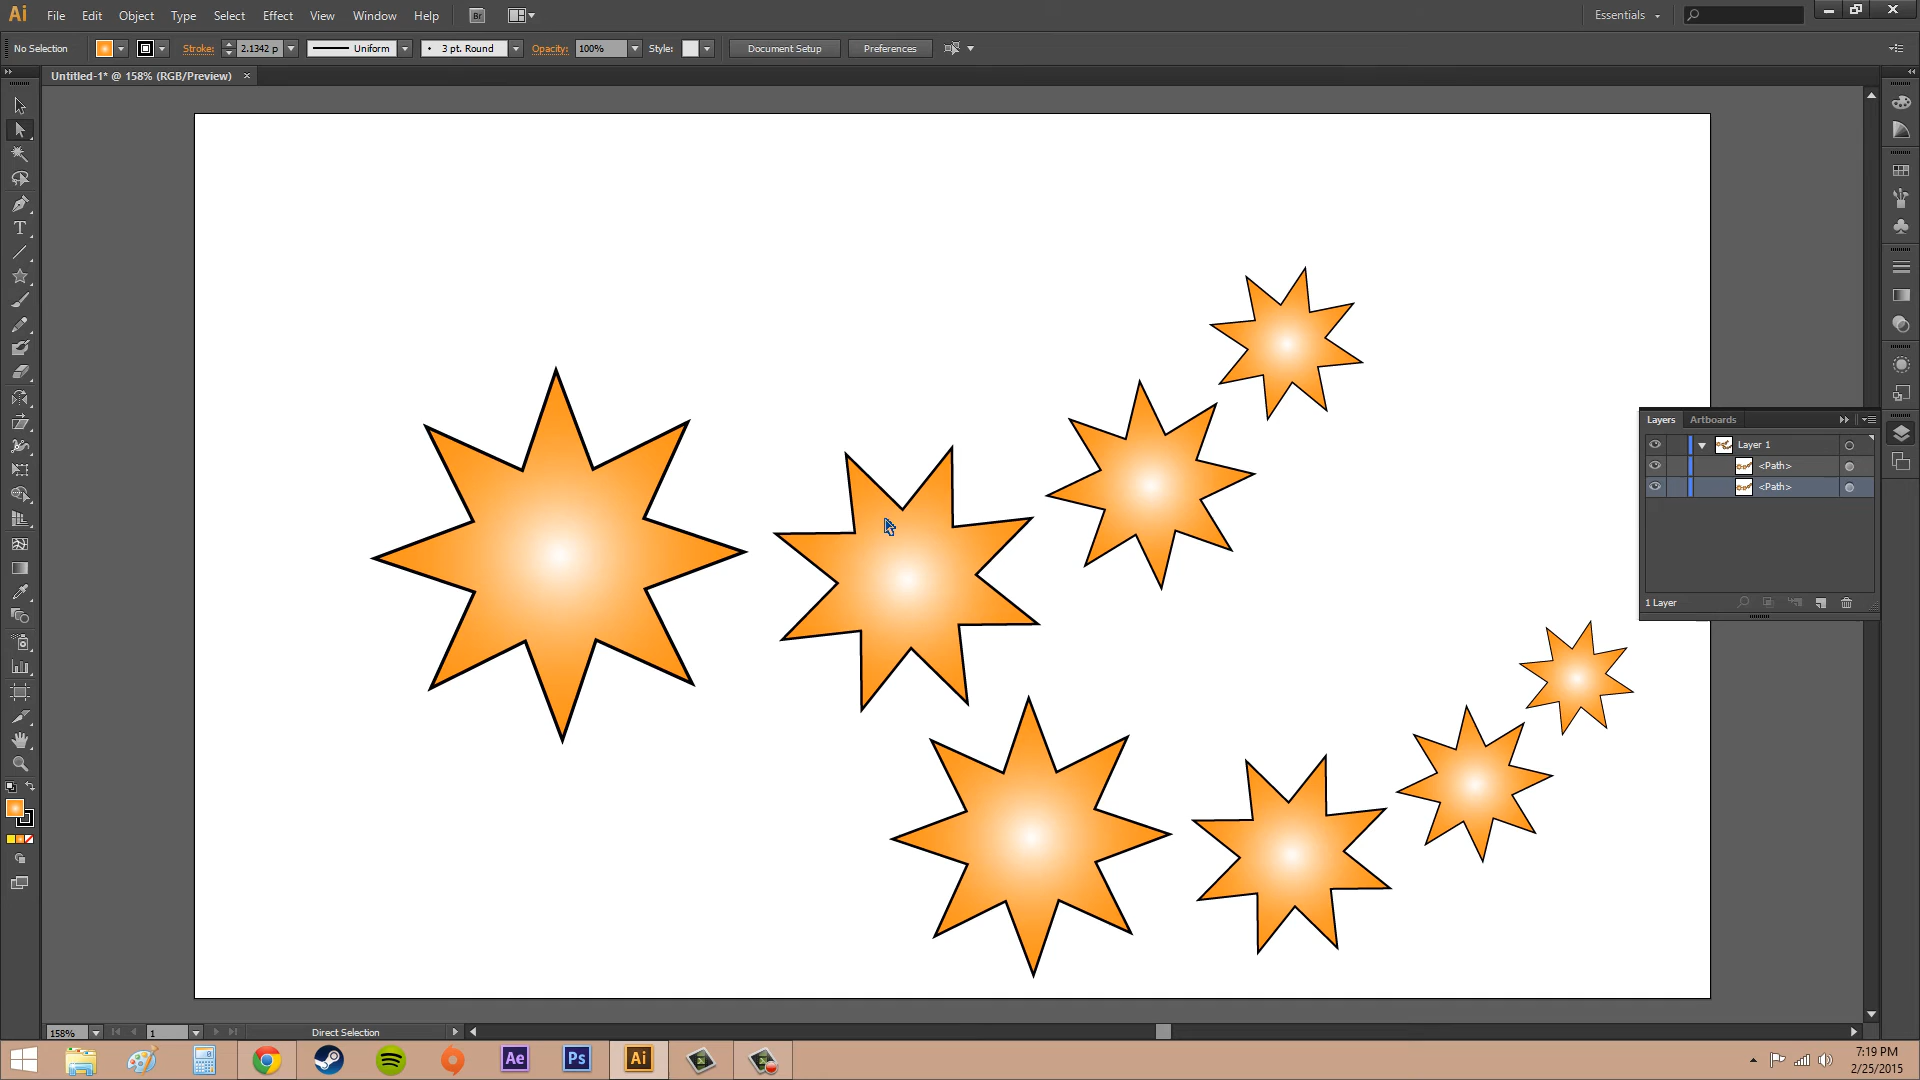 Ai File Edit Object Type Select Effect View Window Help Br Essentials
No Selection Stroke: 2.1342 p Uniform 3 pt. Round Opacity: 100% Style: Document Setup Preferences
Untitled-1* @ 158% (RGB/Preview)
T
Layers Artboards
Layer 1
<Path>
<Path>
1 Layer
158% 1 Direct Selection
Ae Ps Ai
7:19 PM
2/25/2015